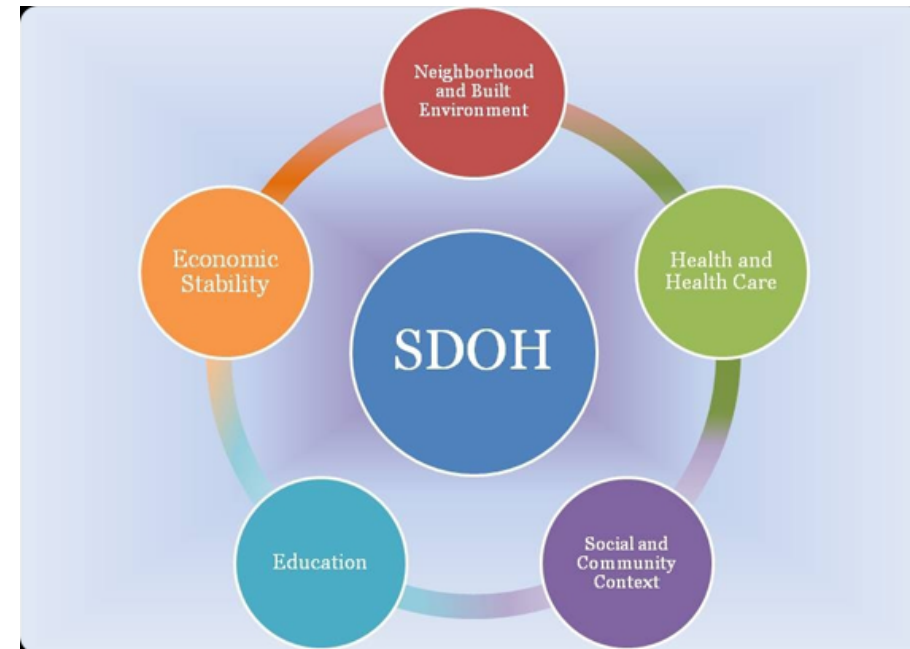 Neighborhood
and Built
Environment
Economic
Stability
Health and
Health Care
SDOH
Education
Social and
Community
Context